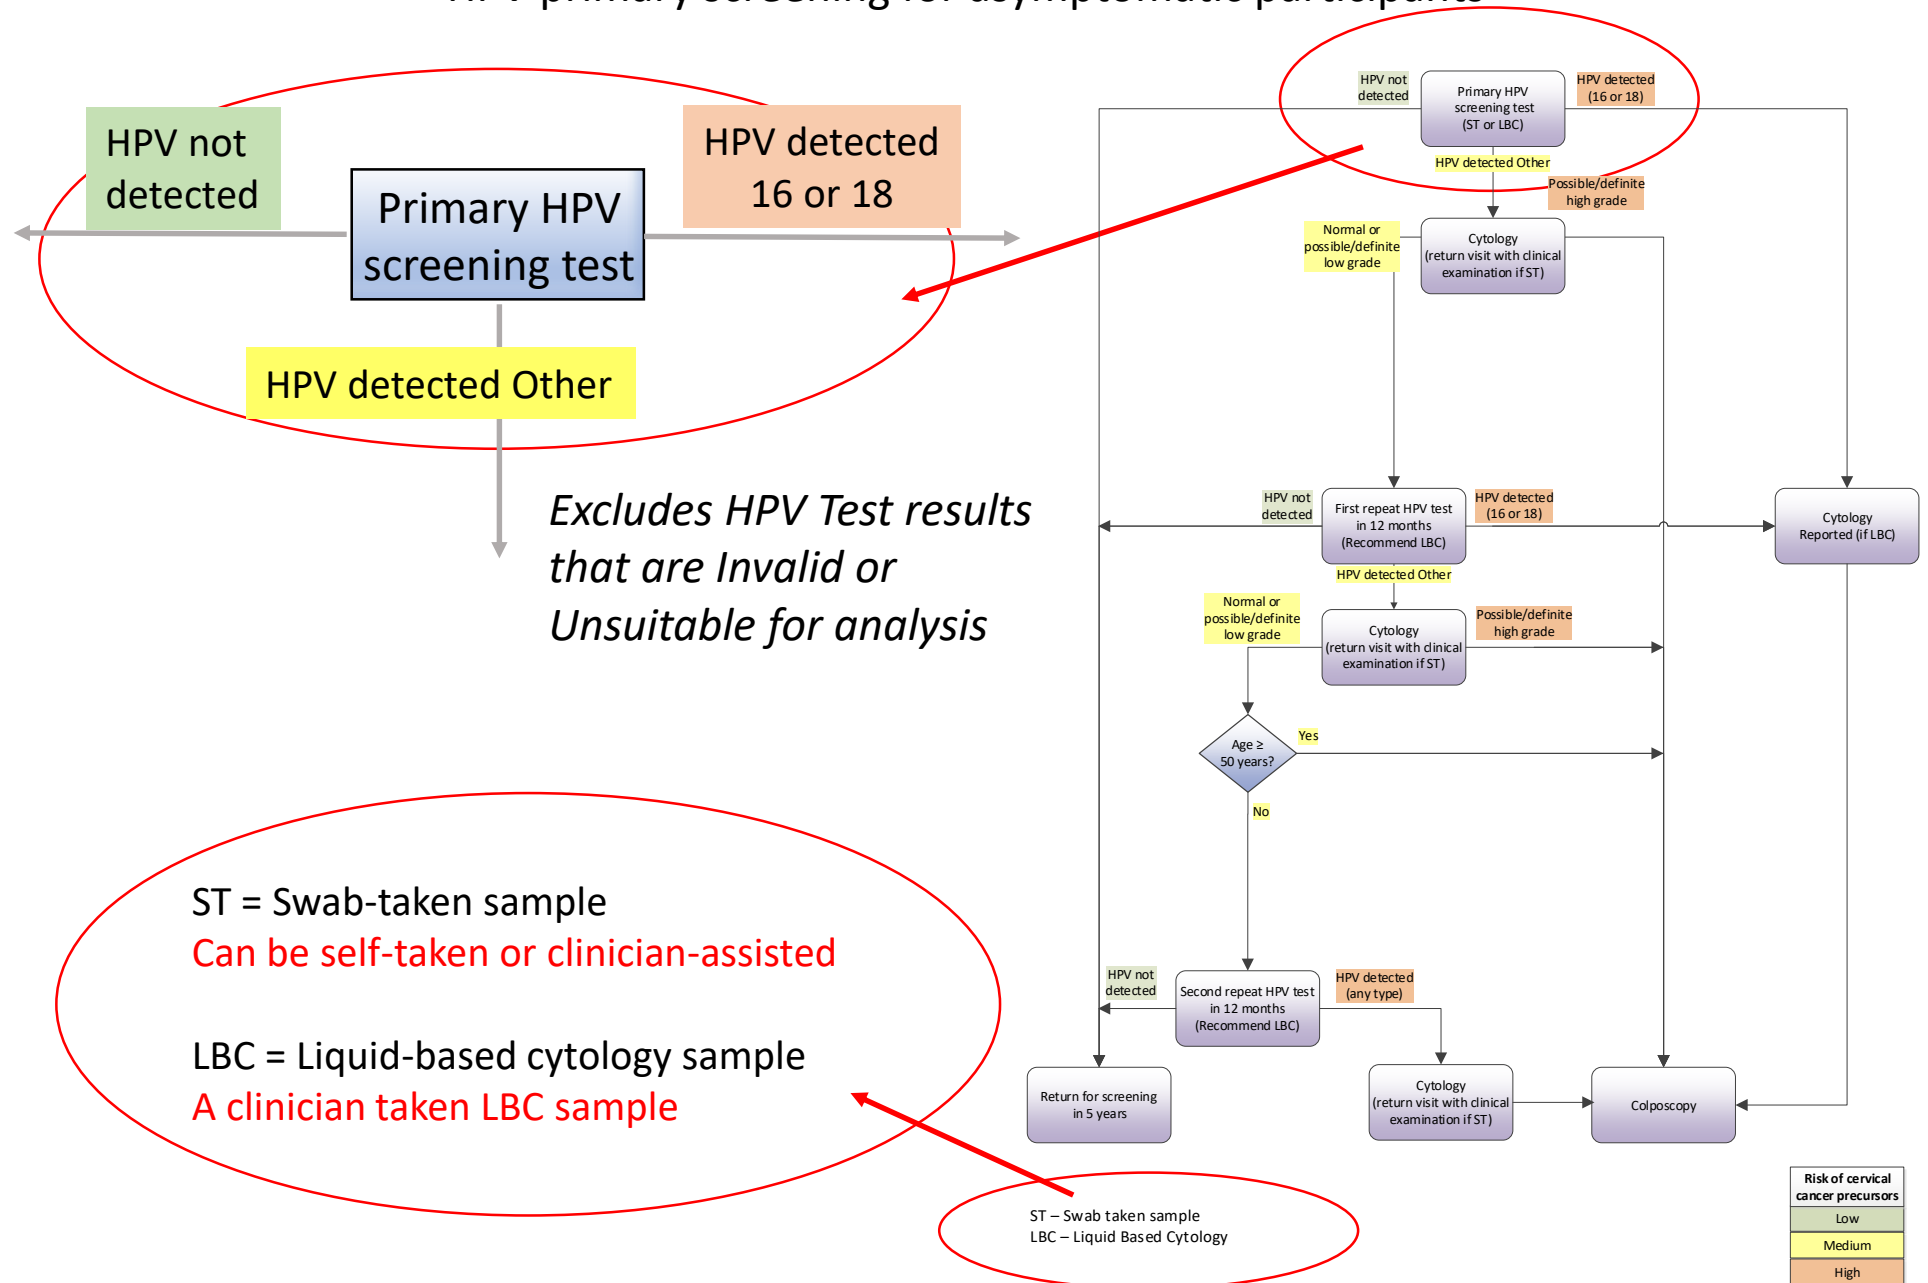 HPV primary screening for asymptomatic participants
HPV not
detected
Primary HPV
screening test
HPV detected
16 or 18
HPV detected Other
Excludes HPV Test results
that are Invalid or
Unsuitable for analysis
ST = Swab-taken sample
Can be self-taken or clinician-assisted
LBC = Liquid-based cytology sample
A clinician taken LBC sample
HPV not
detected
Primary HPV
screening test
(ST or LBC)
HPV detected
(16 or 18)
HPV detected Other
Possible/definite
high grade
Normal or
possible/definite
low grade
Cytology
(return visit with clinical
examination if ST)
HPV not
detected
First repeat HPV test
in 12 months
(Recommend LBC)
HPV detected
(16 or 18)
Cytology
Reported (if LBC)
HPV detected Other
Normal or
possible/definite
low grade
Cytology
(return visit with clinical
examination if ST)
Possible/definite
high grade
Age ≥
50 years?
Yes
No
HPV not
detected
Second repeat HPV test
in 12 months
(Recommend LBC)
HPV detected
(any type)
Return for screening
in 5 years
Cytology
(return visit with clinical
examination if ST)
Colposcopy
ST – Swab taken sample
LBC – Liquid Based Cytology
Risk of cervical
cancer precursors
Low
Medium
High